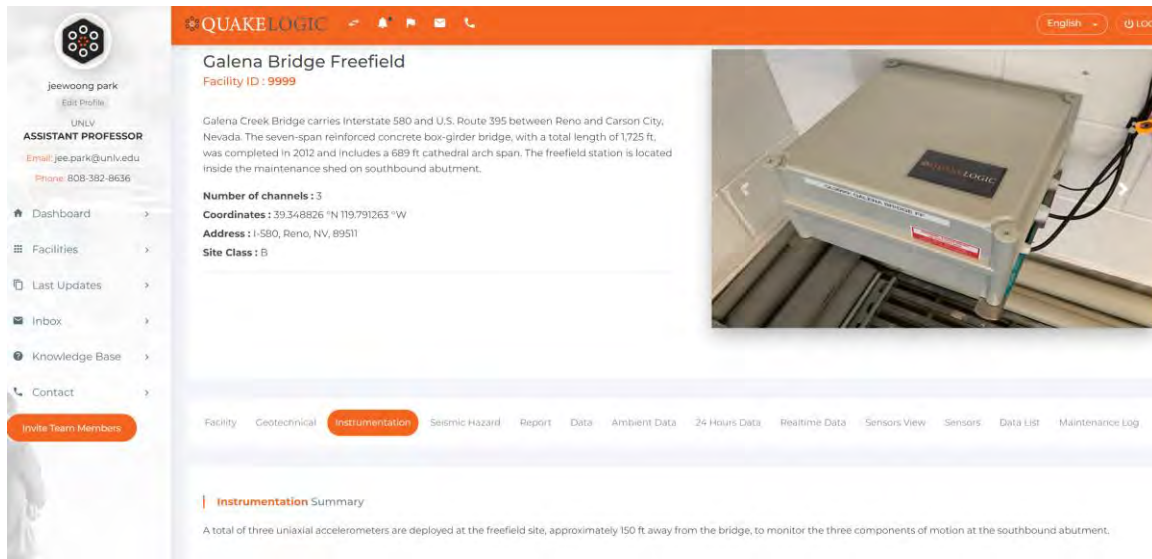 QUAKELOGIC
English
LOG
jeewoong park
Edit Profile
UNLV
ASSISTANT PROFESSOR
Email: jee.park@unlv.edu
Phone: 808-382-8636
Dashboard
Facilities
Last Updates
Inbox
Knowledge Base
Contact
Invite Team Members
Galena Bridge Freefield
Facility ID : 9999
Galena Creek Bridge carries Interstate 580 and U.S. Route 395 between Reno and Carson City,
Nevada. The seven-span reinforced concrete box-girder bridge, with a total length of 1,725 ft,
was completed in 2012 and includes a 689 ft cathedral arch span. The freefield station is located
inside the maintenance shed on southbound abutment.
Number of channels : 3
Coordinates : 39.348826 °N 119.791263 °W
Address : I-580, Reno, NV, 89511
Site Class : B
QUAKELOGIC
GALENA BRIDGE FF
Facility Geotechnical Instrumentation Seismic Hazard Report Data Ambient Data 24 Hours Data Realtime Data Sensors View Sensors Data List Maintenance Log
Instrumentation Summary
A total of three uniaxial accelerometers are deployed at the freefield site, approximately 150 ft away from the bridge, to monitor the three components of motion at the southbound abutment.